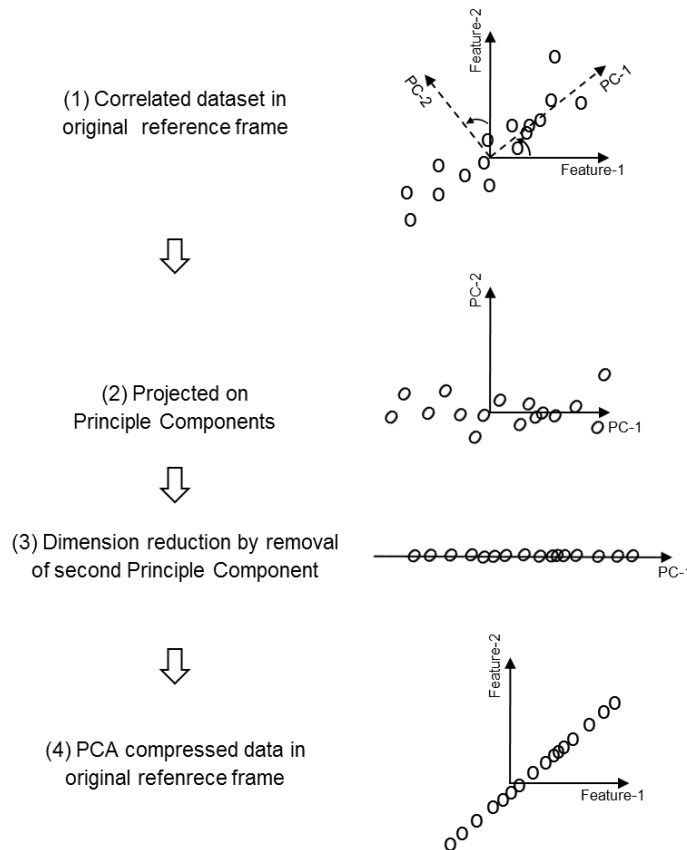 (1) Correlated dataset in
original reference frame
Feature-2
PC-2
PC-1
Feature-1
(2) Projected on
Principle Components
PC-2
PC-1
(3) Dimension reduction by removal
of second Principle Component
PC-1
(4) PCA compressed data in
original refenrece frame
Feature-2
Feature-1